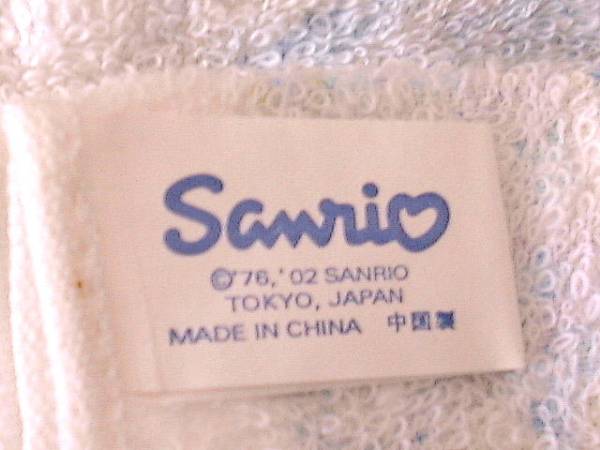 Sanrio
©'76,'02 SANRIO
TOKYO, JAPAN
MADE IN CHINA 中国製